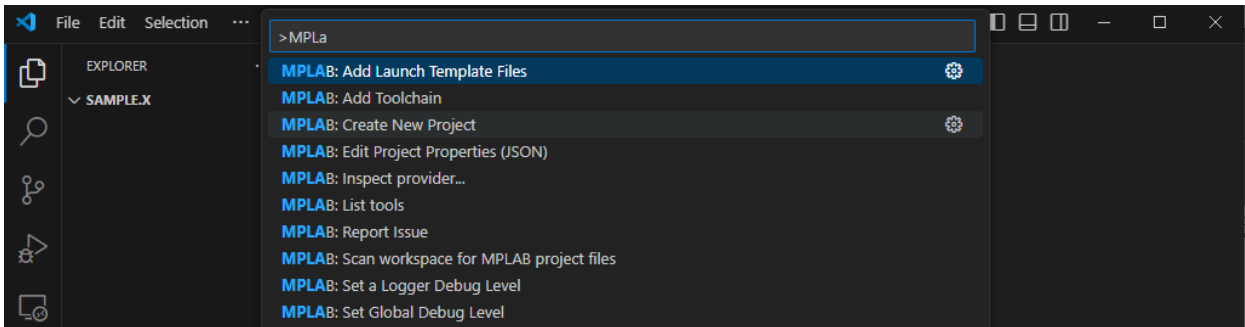 File Edit Selection ...
>MPLa
EXPLORER
SAMPLE.X
MPLAB: Add Launch Template Files
MPLAB: Add Toolchain
MPLAB: Create New Project
MPLAB: Edit Project Properties (JSON)
MPLAB: Inspect provider...
MPLAB: List tools
MPLAB: Report Issue
MPLAB: Scan workspace for MPLAB project files
MPLAB: Set a Logger Debug Level
MPLAB: Set Global Debug Level